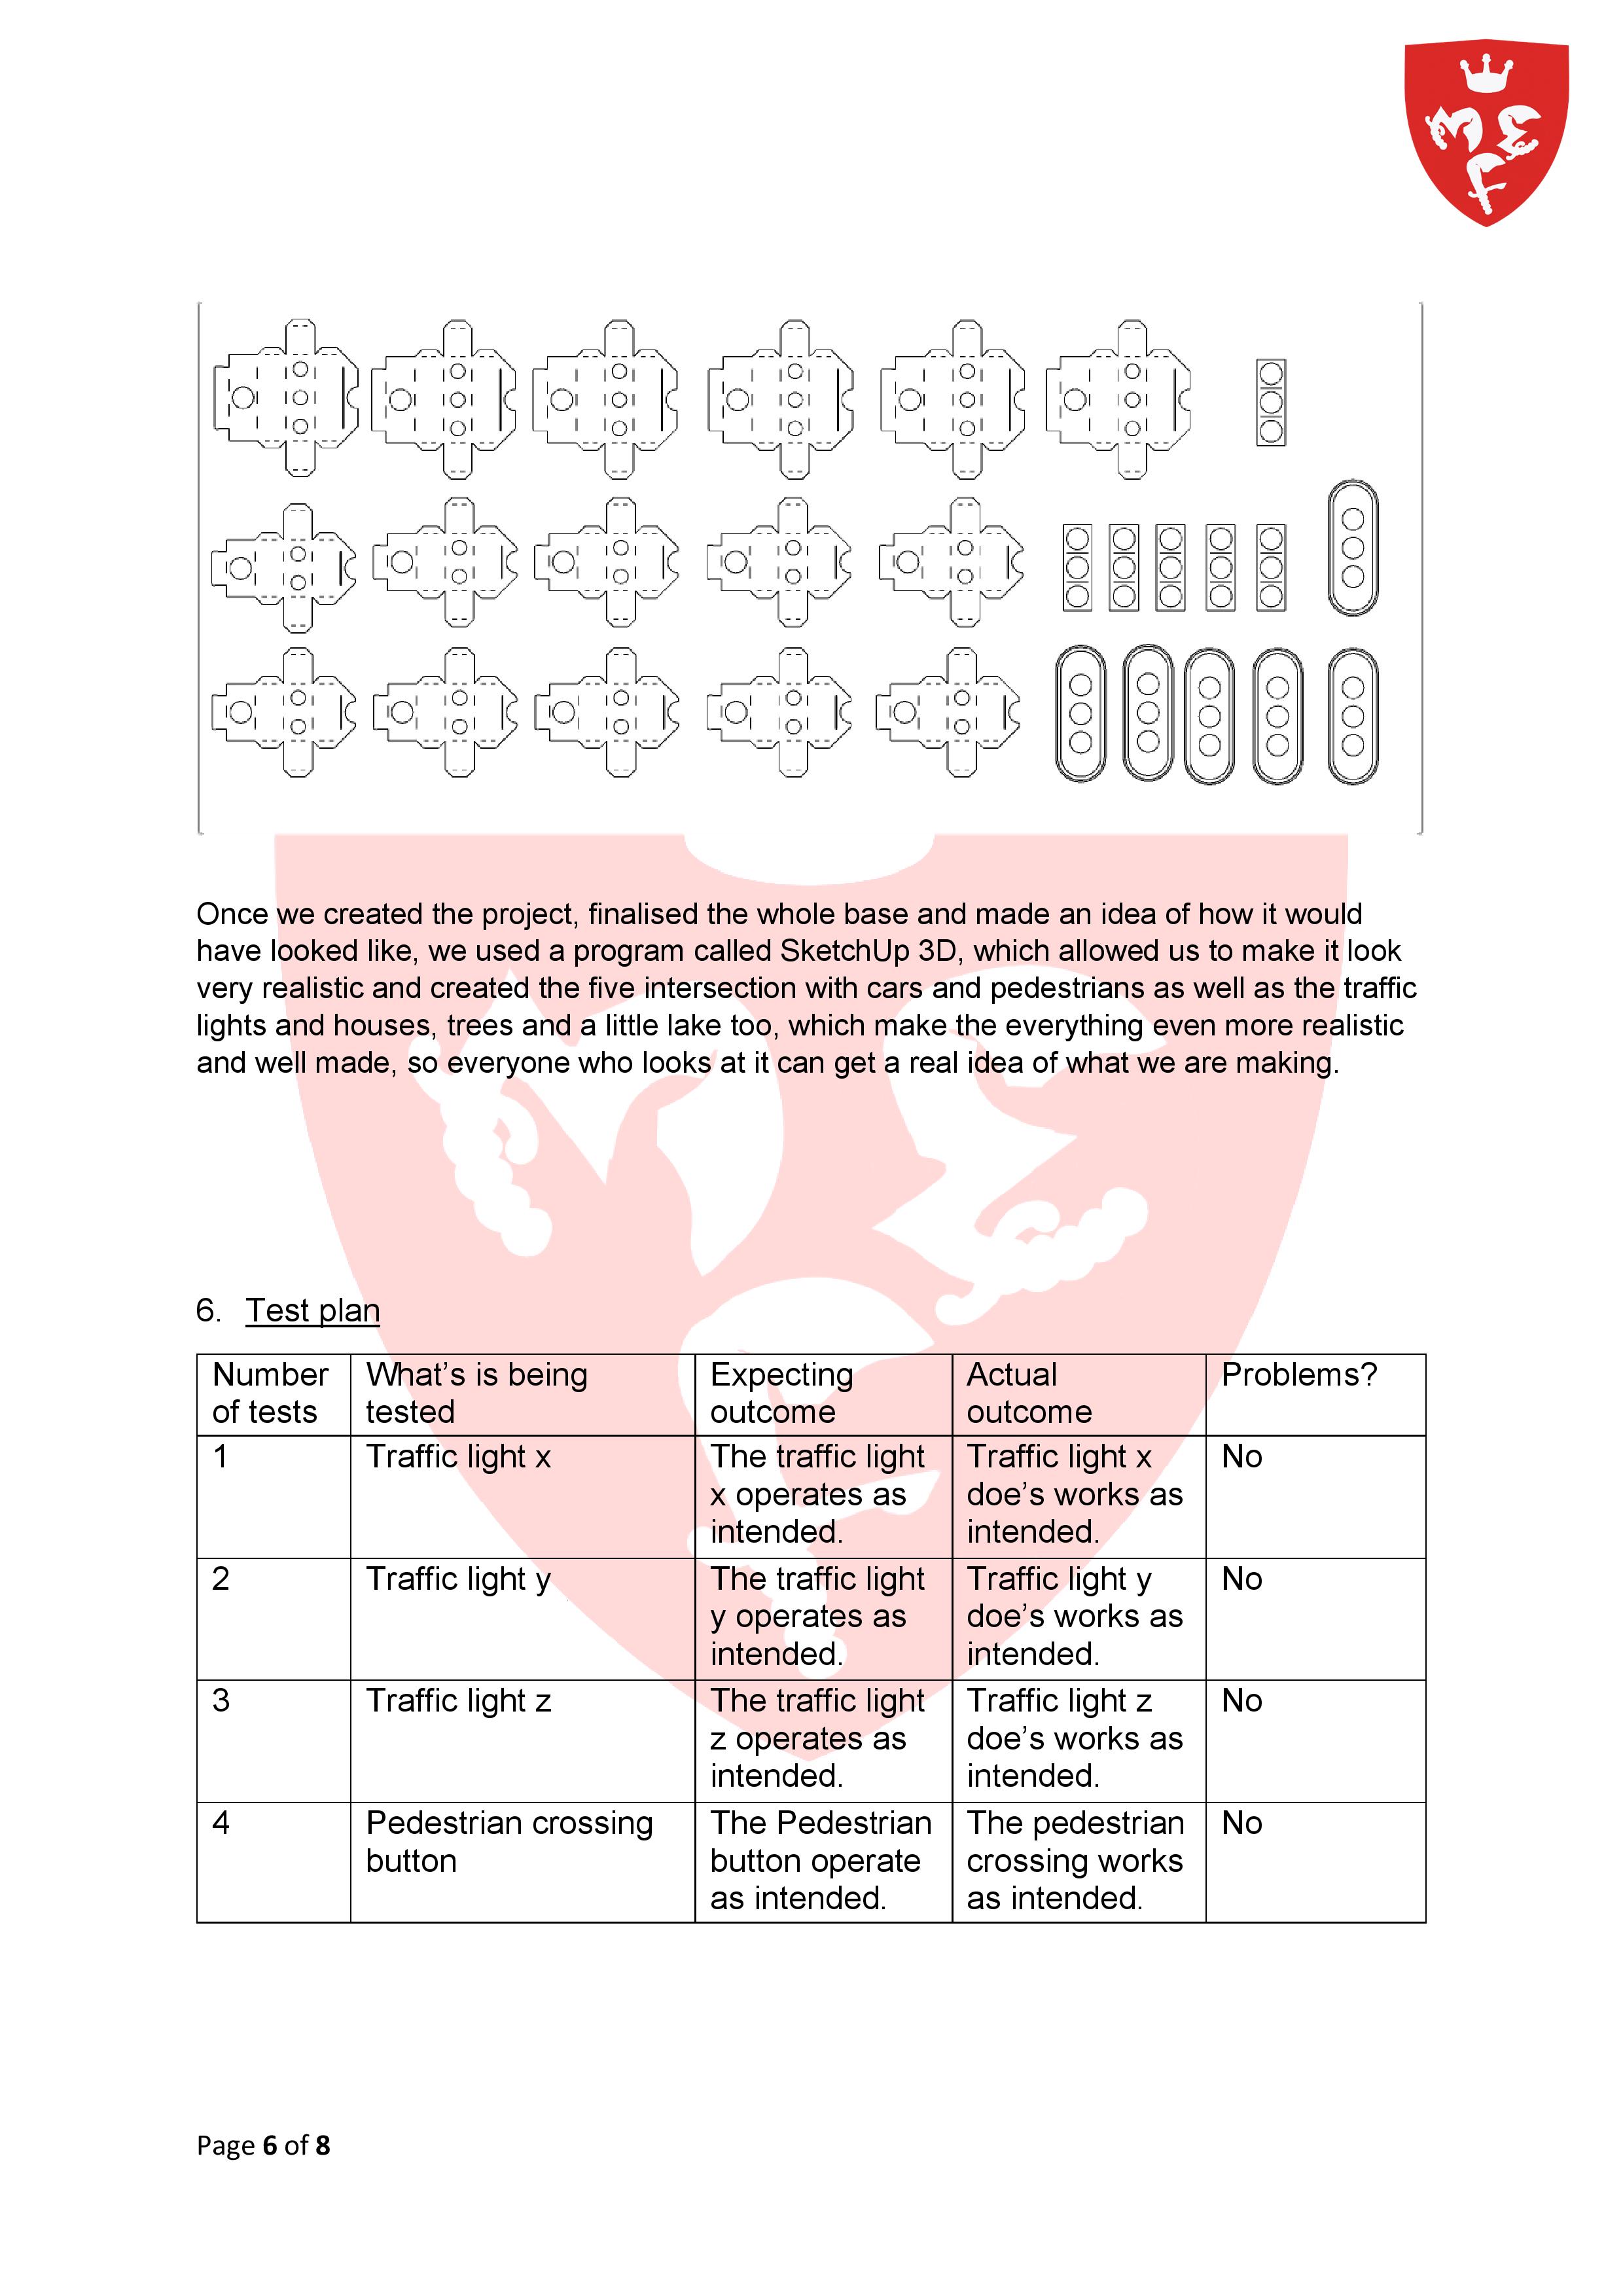 M E
F
Once we created the project, finalised the whole base and made an idea of how it would
have looked like, we used a program called SketchUp 3D, which allowed us to make it look
very realistic and created the five intersection with cars and pedestrians as well as the traffic
lights and houses, trees and a little lake too, which make the everything even more realistic
and well made, so everyone who looks at it can get a real idea of what we are making.
6. Test plan
Number of tests What's is being tested Expecting outcome Actual outcome Problems?
1 Traffic light x The traffic light x operates as intended. Traffic light x doe's works as intended. No
2 Traffic light y The traffic light y operates as intended. Traffic light y doe's works as intended. No
3 Traffic light z The traffic light z operates as intended. Traffic light z doe's works as intended. No
4 Pedestrian crossing button The Pedestrian button operate as intended. The pedestrian crossing works as intended. No
Page 6 of 8